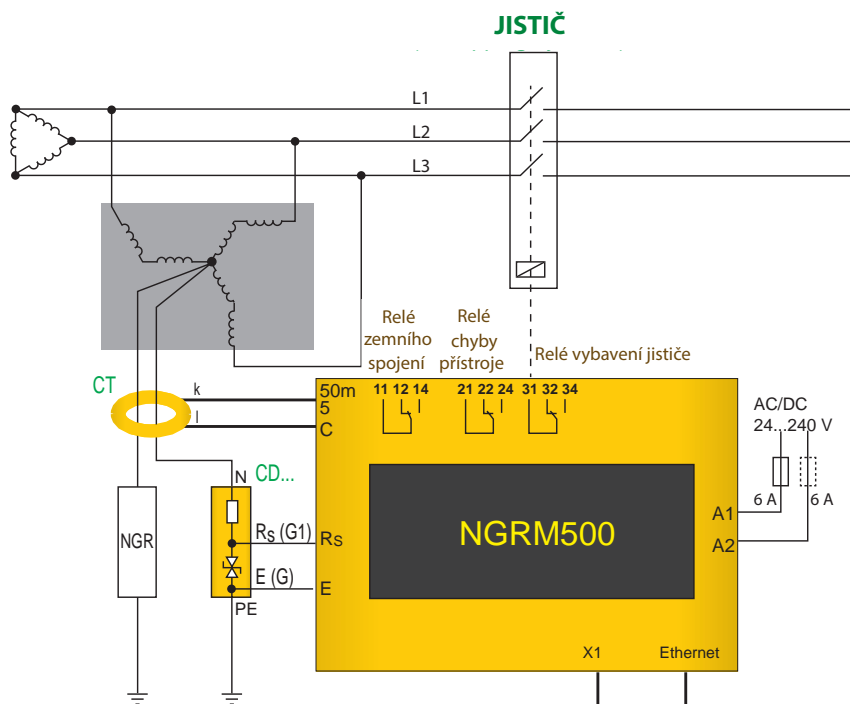 JISTIČ
L1
L2
L3
Relé zemního spojení
Relé chyby přístroje
Relé vybavení jističe
CT
k
l
50m
5
C
11 12 14
21 22 24
31 32 34
AC/DC
24...240 V
6 A
6 A
N
CD...
NGR
RS (G1)
RS
E (G)
E
PE
NGRM500
A1
A2
X1
Ethernet